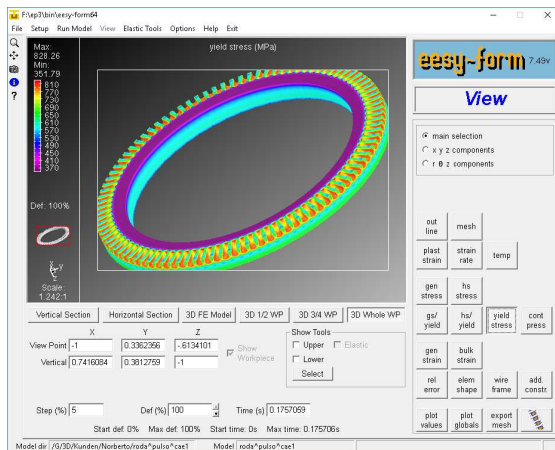 F:\ep3\bin\eesy-form64
File Setup Run Model View Elastic Tools Options Help Exit
Max:
828.26
Min:
351.79
810
770
730
690
650
610
570
530
490
450
410
370
yield stress (MPa)
Def: 100%
Scale:
1.242:1
eesy-form 7.49v
View
main selection
x y z components
r θ z components
out line
mesh
plast strain
strain rate
temp
gen stress
hs stress
gs/ yield
hs/ yield
yield stress
cont press
gen strain
bulk strain
rel error
elem shape
wire frame
add. constr.
plot values
plot globals
export mesh
Vertical Section Horizontal Section 3D FE Model 3D 1/2 WP 3D 3/4 WP 3D Whole WP
X Y Z
View Point -1 0.3362356 -.6134101
Vertical 0.7416084 0.3812759 -1
Show Workpiece
Show Tools
Upper Elastic
Lower
Select
Step (%) 5 Def (%) 100 Time (s) 0.1757059
Start def: 0% Max def: 100% Start time: 0s Max time: 0.175706s
Model dir /G/3D/Kunden/Norberto/roda^pulso^cae1 Model roda^pulso^cae1